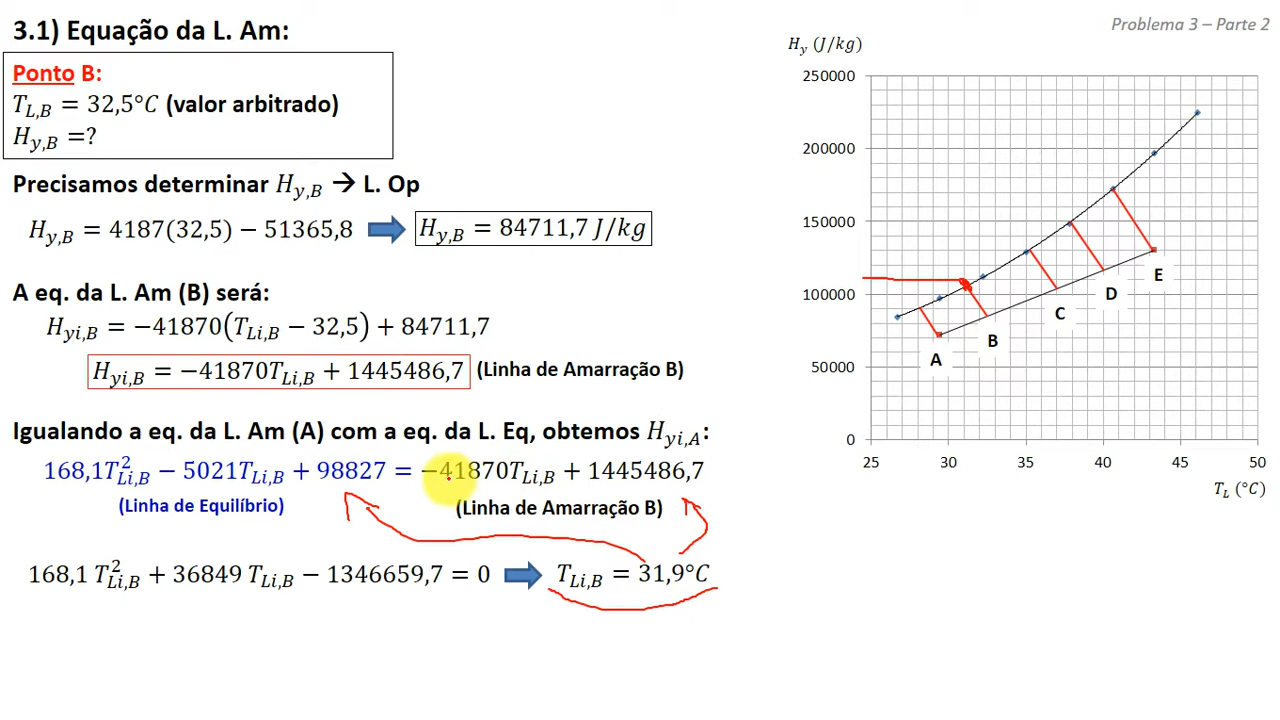 3.1) Equação da L. Am:
Problema 3 – Parte 2
Ponto B:
T_{L,B} = 32,5°C (valor arbitrado)
H_{y,B} =?
Precisamos determinar H_{y,B} → L. Op
H_{y,B} = 4187(32,5) − 51365,8
H_{y,B} = 84711,7 J/kg
A eq. da L. Am (B) será:
H_{yi,B} = −41870(T_{Li,B} − 32,5) + 84711,7
H_{yi,B} = −41870T_{Li,B} + 1445486,7 (Linha de Amarração B)
Igualando a eq. da L. Am (A) com a eq. da L. Eq, obtemos H_{yi,A}:
168,1T_{Li,B}^2 − 5021T_{Li,B} + 98827 = −41870T_{Li,B} + 1445486,7
(Linha de Equilíbrio) (Linha de Amarração B)
168,1 T_{Li,B}^2 + 36849 T_{Li,B} − 1346659,7 = 0
T_{Li,B} = 31,9°C
H_y (J/kg)
250000
200000
150000
100000
50000
0
A
B
C
D
E
25 30 35 40 45 50
T_L (°C)